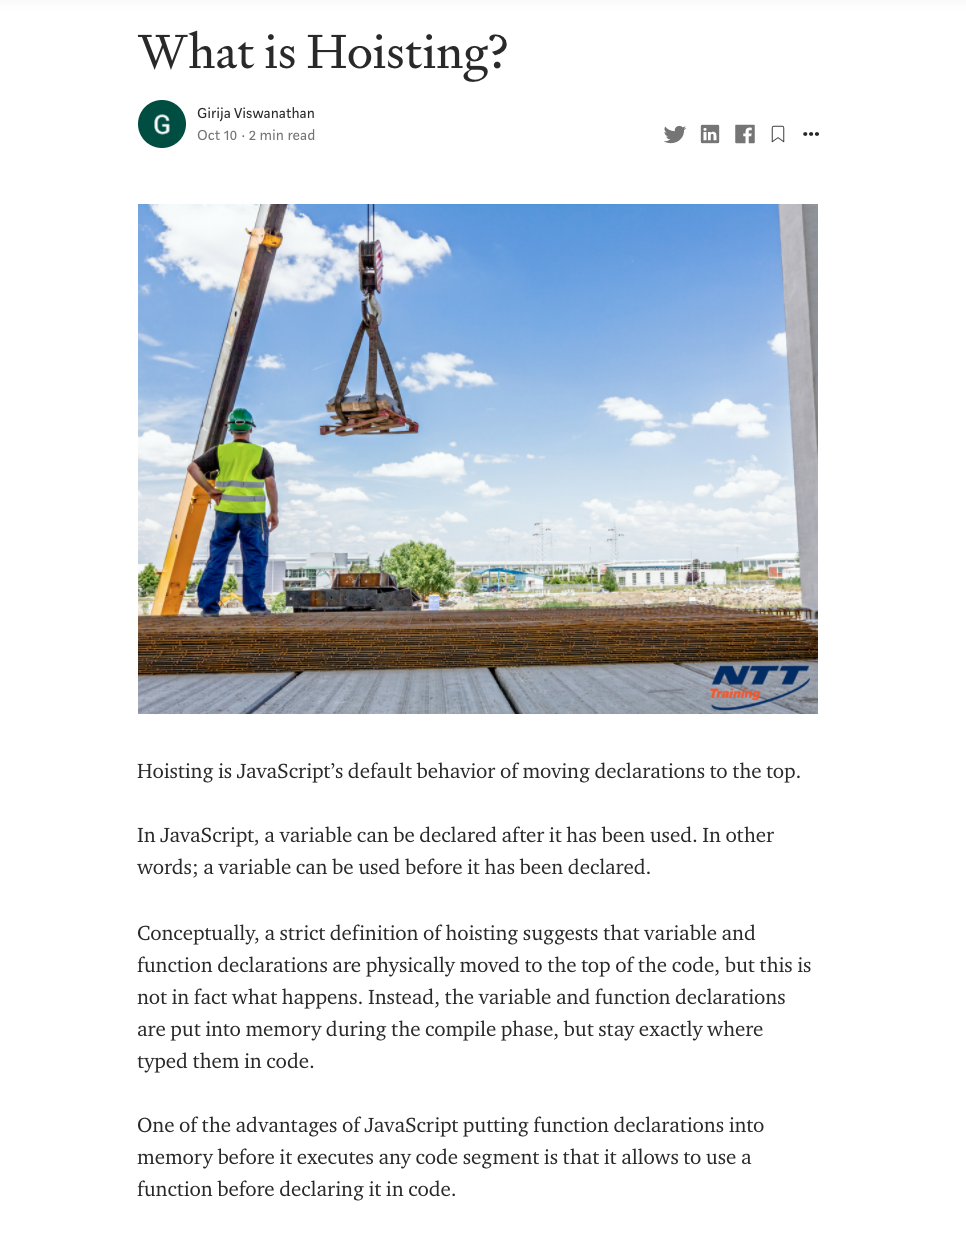 What is Hoisting?
G
Girija Viswanathan
Oct 10 · 2 min read
in
NTT
Training
Hoisting is JavaScript’s default behavior of moving declarations to the top.
In JavaScript, a variable can be declared after it has been used. In other
words; a variable can be used before it has been declared.
Conceptually, a strict definition of hoisting suggests that variable and
function declarations are physically moved to the top of the code, but this is
not in fact what happens. Instead, the variable and function declarations
are put into memory during the compile phase, but stay exactly where
typed them in code.
One of the advantages of JavaScript putting function declarations into
memory before it executes any code segment is that it allows to use a
function before declaring it in code.